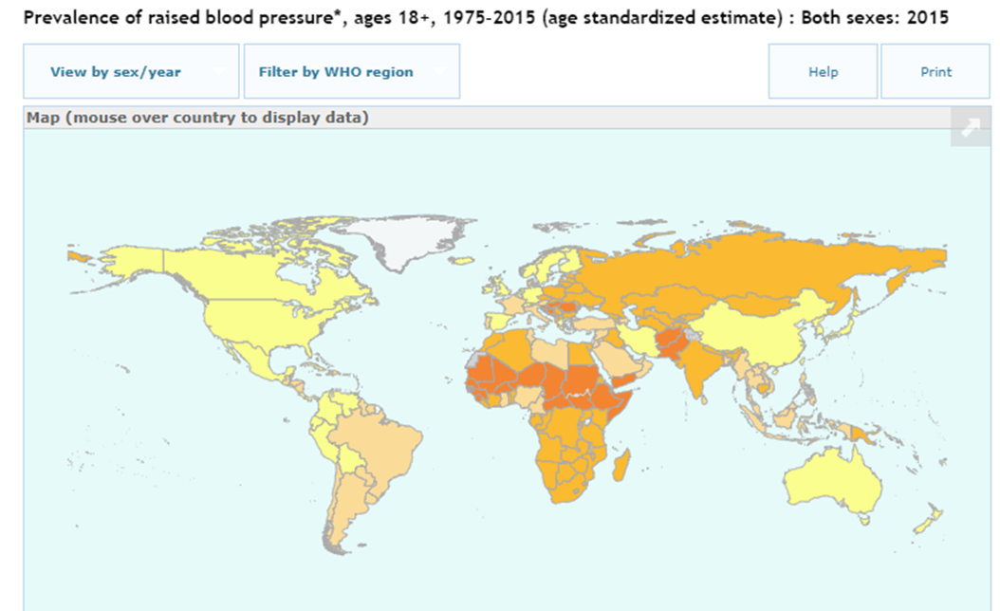 Prevalence of raised blood pressure*, ages 18+, 1975-2015 (age standardized estimate) : Both sexes: 2015
View by sex/year
Filter by WHO region
Help
Print
Map (mouse over country to display data)